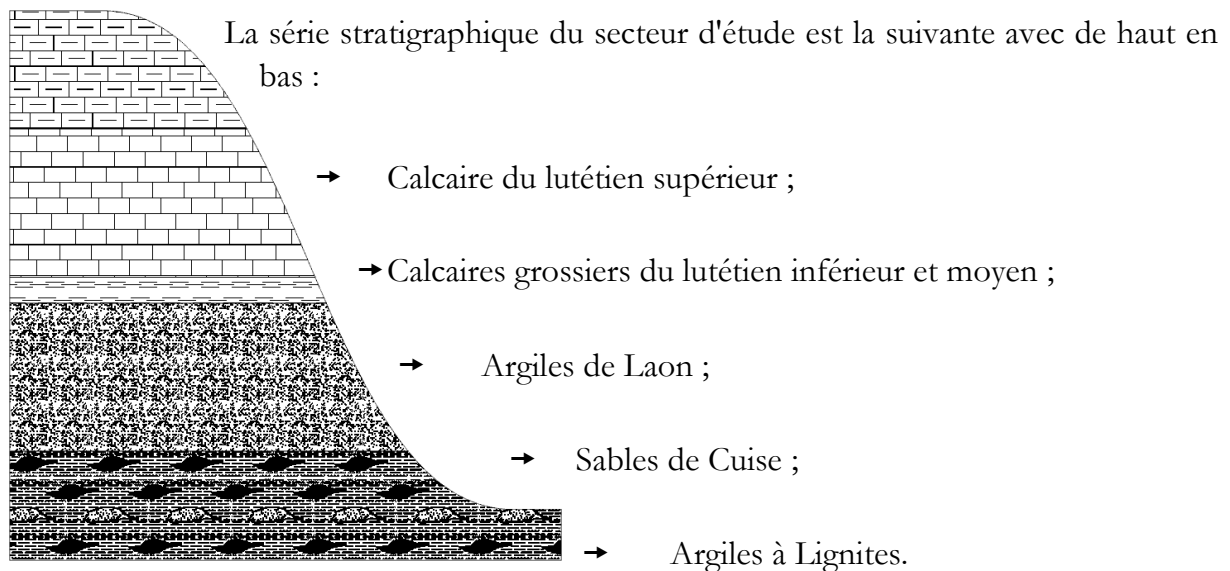 La série stratigraphique du secteur d'étude est la suivante avec de haut en
bas :
→ Calcaire du lutétien supérieur ;
→ Calcaires grossiers du lutétien inférieur et moyen ;
→ Argiles de Laon ;
→ Sables de Cuise ;
→ Argiles à Lignites.